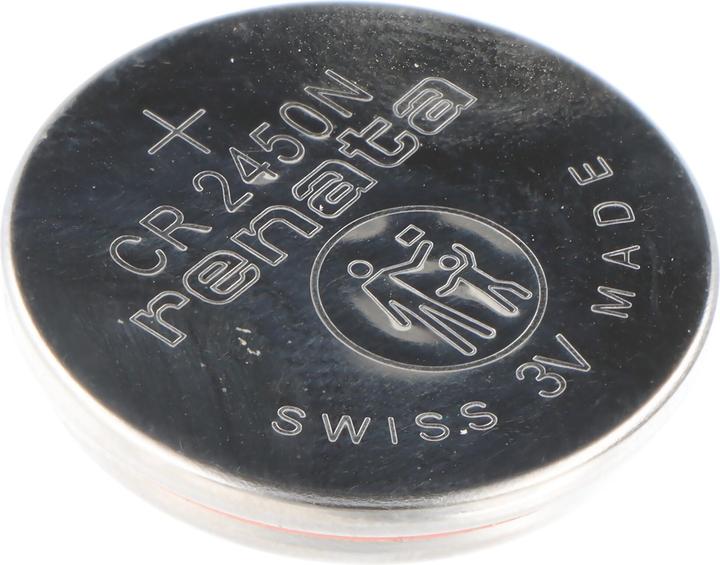 +
CR 2450N
renata
SWISS MADE
3V